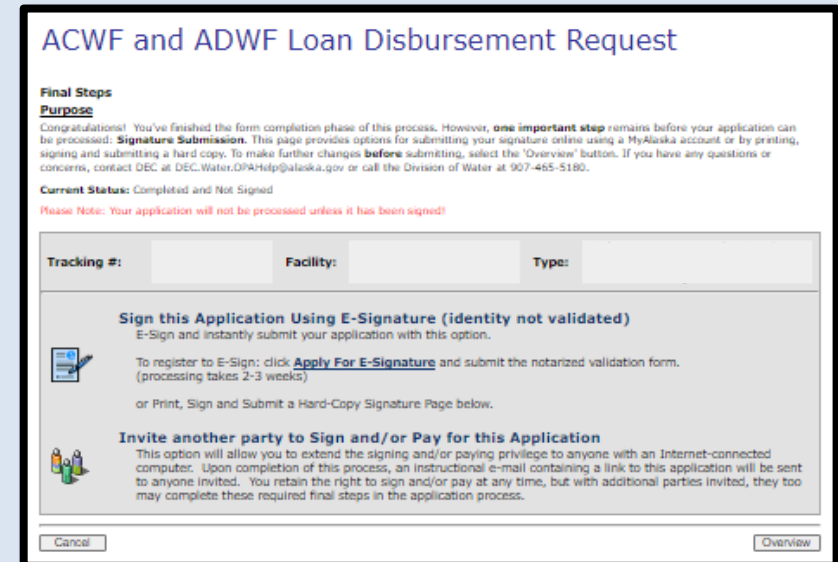 ACWF and ADWF Loan Disbursement Request
Final Steps
Purpose
Congratulations! You've finished the form completion phase of this process. However, one important step remains before your application can
be processed: Signature Submission. This page provides options for submitting your signature online using a MyAlaska account or by printing,
signing and submitting a hard copy. To make further changes before submitting, select the 'Overview' button. If you have any questions or
concerns, contact DEC at DEC.Water.OPAHelp@alaska.gov or call the Division of Water at 907-465-5180.
Current Status: Completed and Not Signed
Please Note: Your application will not be processed unless it has been signed!
Tracking #: Facility: Type:
Sign this Application Using E-Signature (identity not validated)
E-Sign and instantly submit your application with this option.
To register to E-Sign: click Apply For E-Signature and submit the notarized validation form.
(processing takes 2-3 weeks)
or Print, Sign and Submit a Hard-Copy Signature Page below.
Invite another party to Sign and/or Pay for this Application
This option will allow you to extend the signing and/or paying privilege to anyone with an Internet-connected
computer. Upon completion of this process, an instructional e-mail containing a link to this application will be sent
to anyone invited. You retain the right to sign and/or pay at any time, but with additional parties invited, they too
may complete these required final steps in the application process.
Cancel Overview